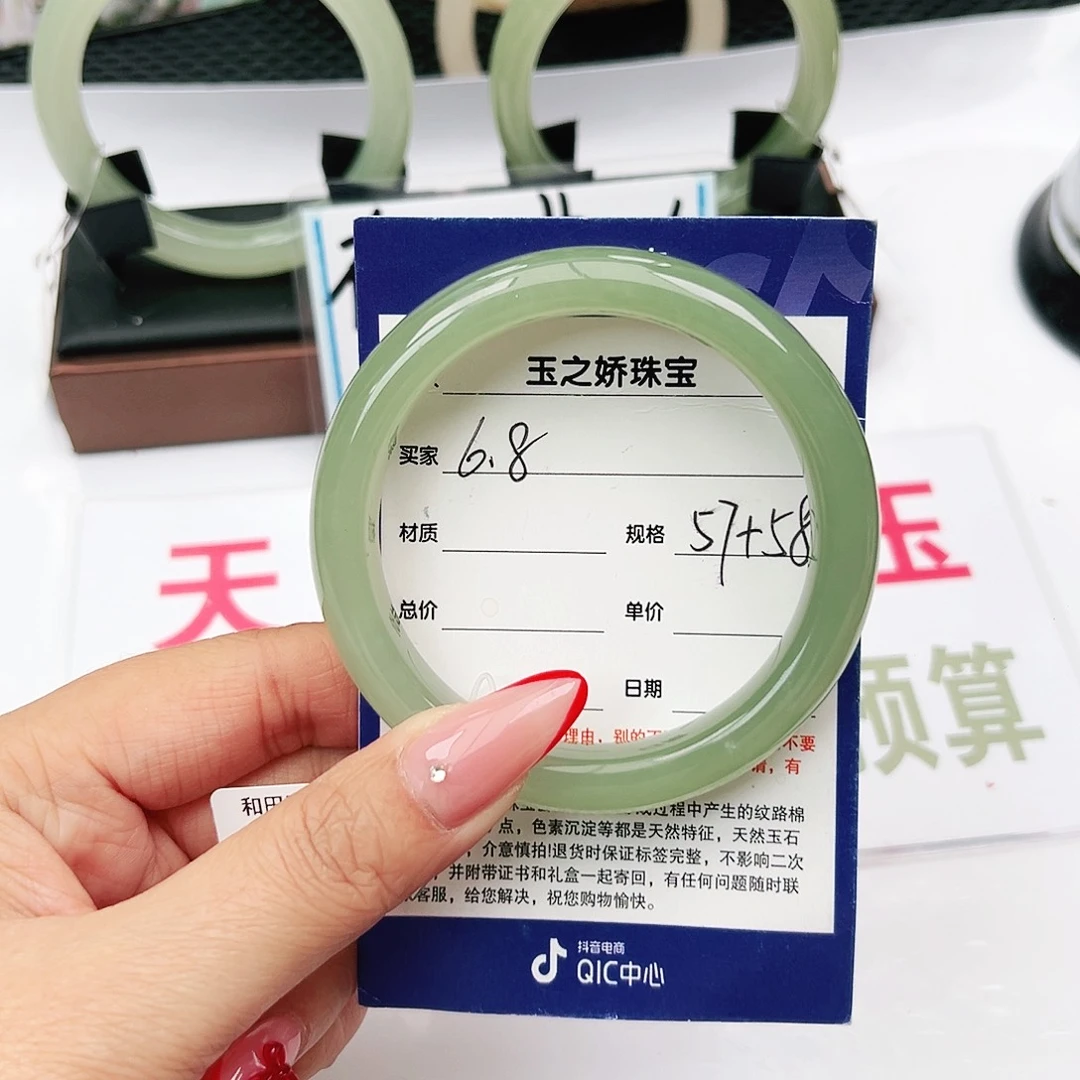 玉之娇珠宝
买家 6.8
材质 规格 57+58
总价 单价
日期
天 玉
预算
理由，别的 不要
有
和田
过程中产生的纹路棉
点，色素沉淀等都是天然特征，天然玉石
，介意慎拍!退货时保证标签完整，不影响二次
并附带证书和礼盒一起寄回，有任何问题随时联
客服，给您解决，祝您购物愉快。
抖音电商
QIC中心